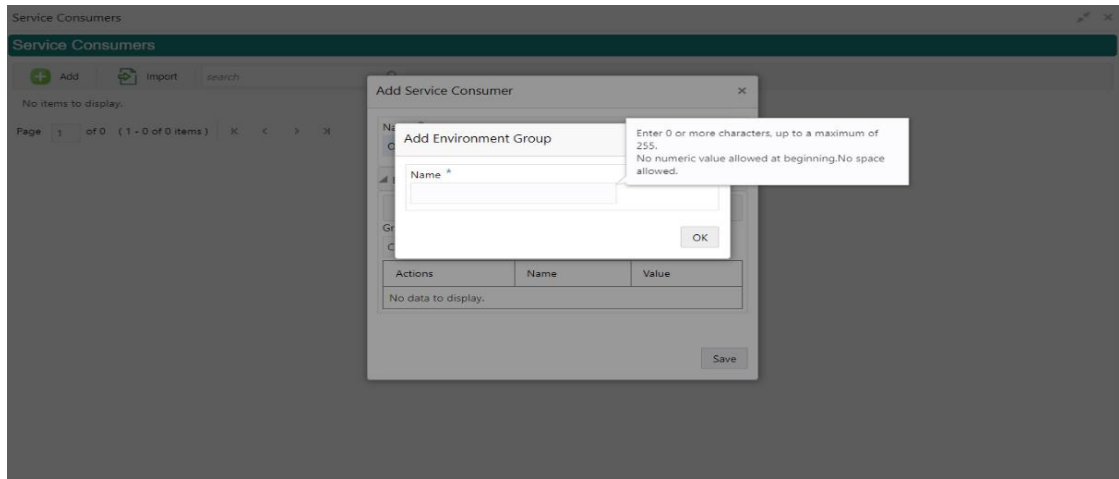 Service Consumers
Service Consumers
Add Import search
No items to display.
Page 1 of 0 ( 1 - 0 of 0 items )
Add Service Consumer
Add Environment Group
Name *
Enter 0 or more characters, up to a maximum of
255.
No numeric value allowed at beginning.No space
allowed.
OK
Actions Name Value
No data to display.
Save